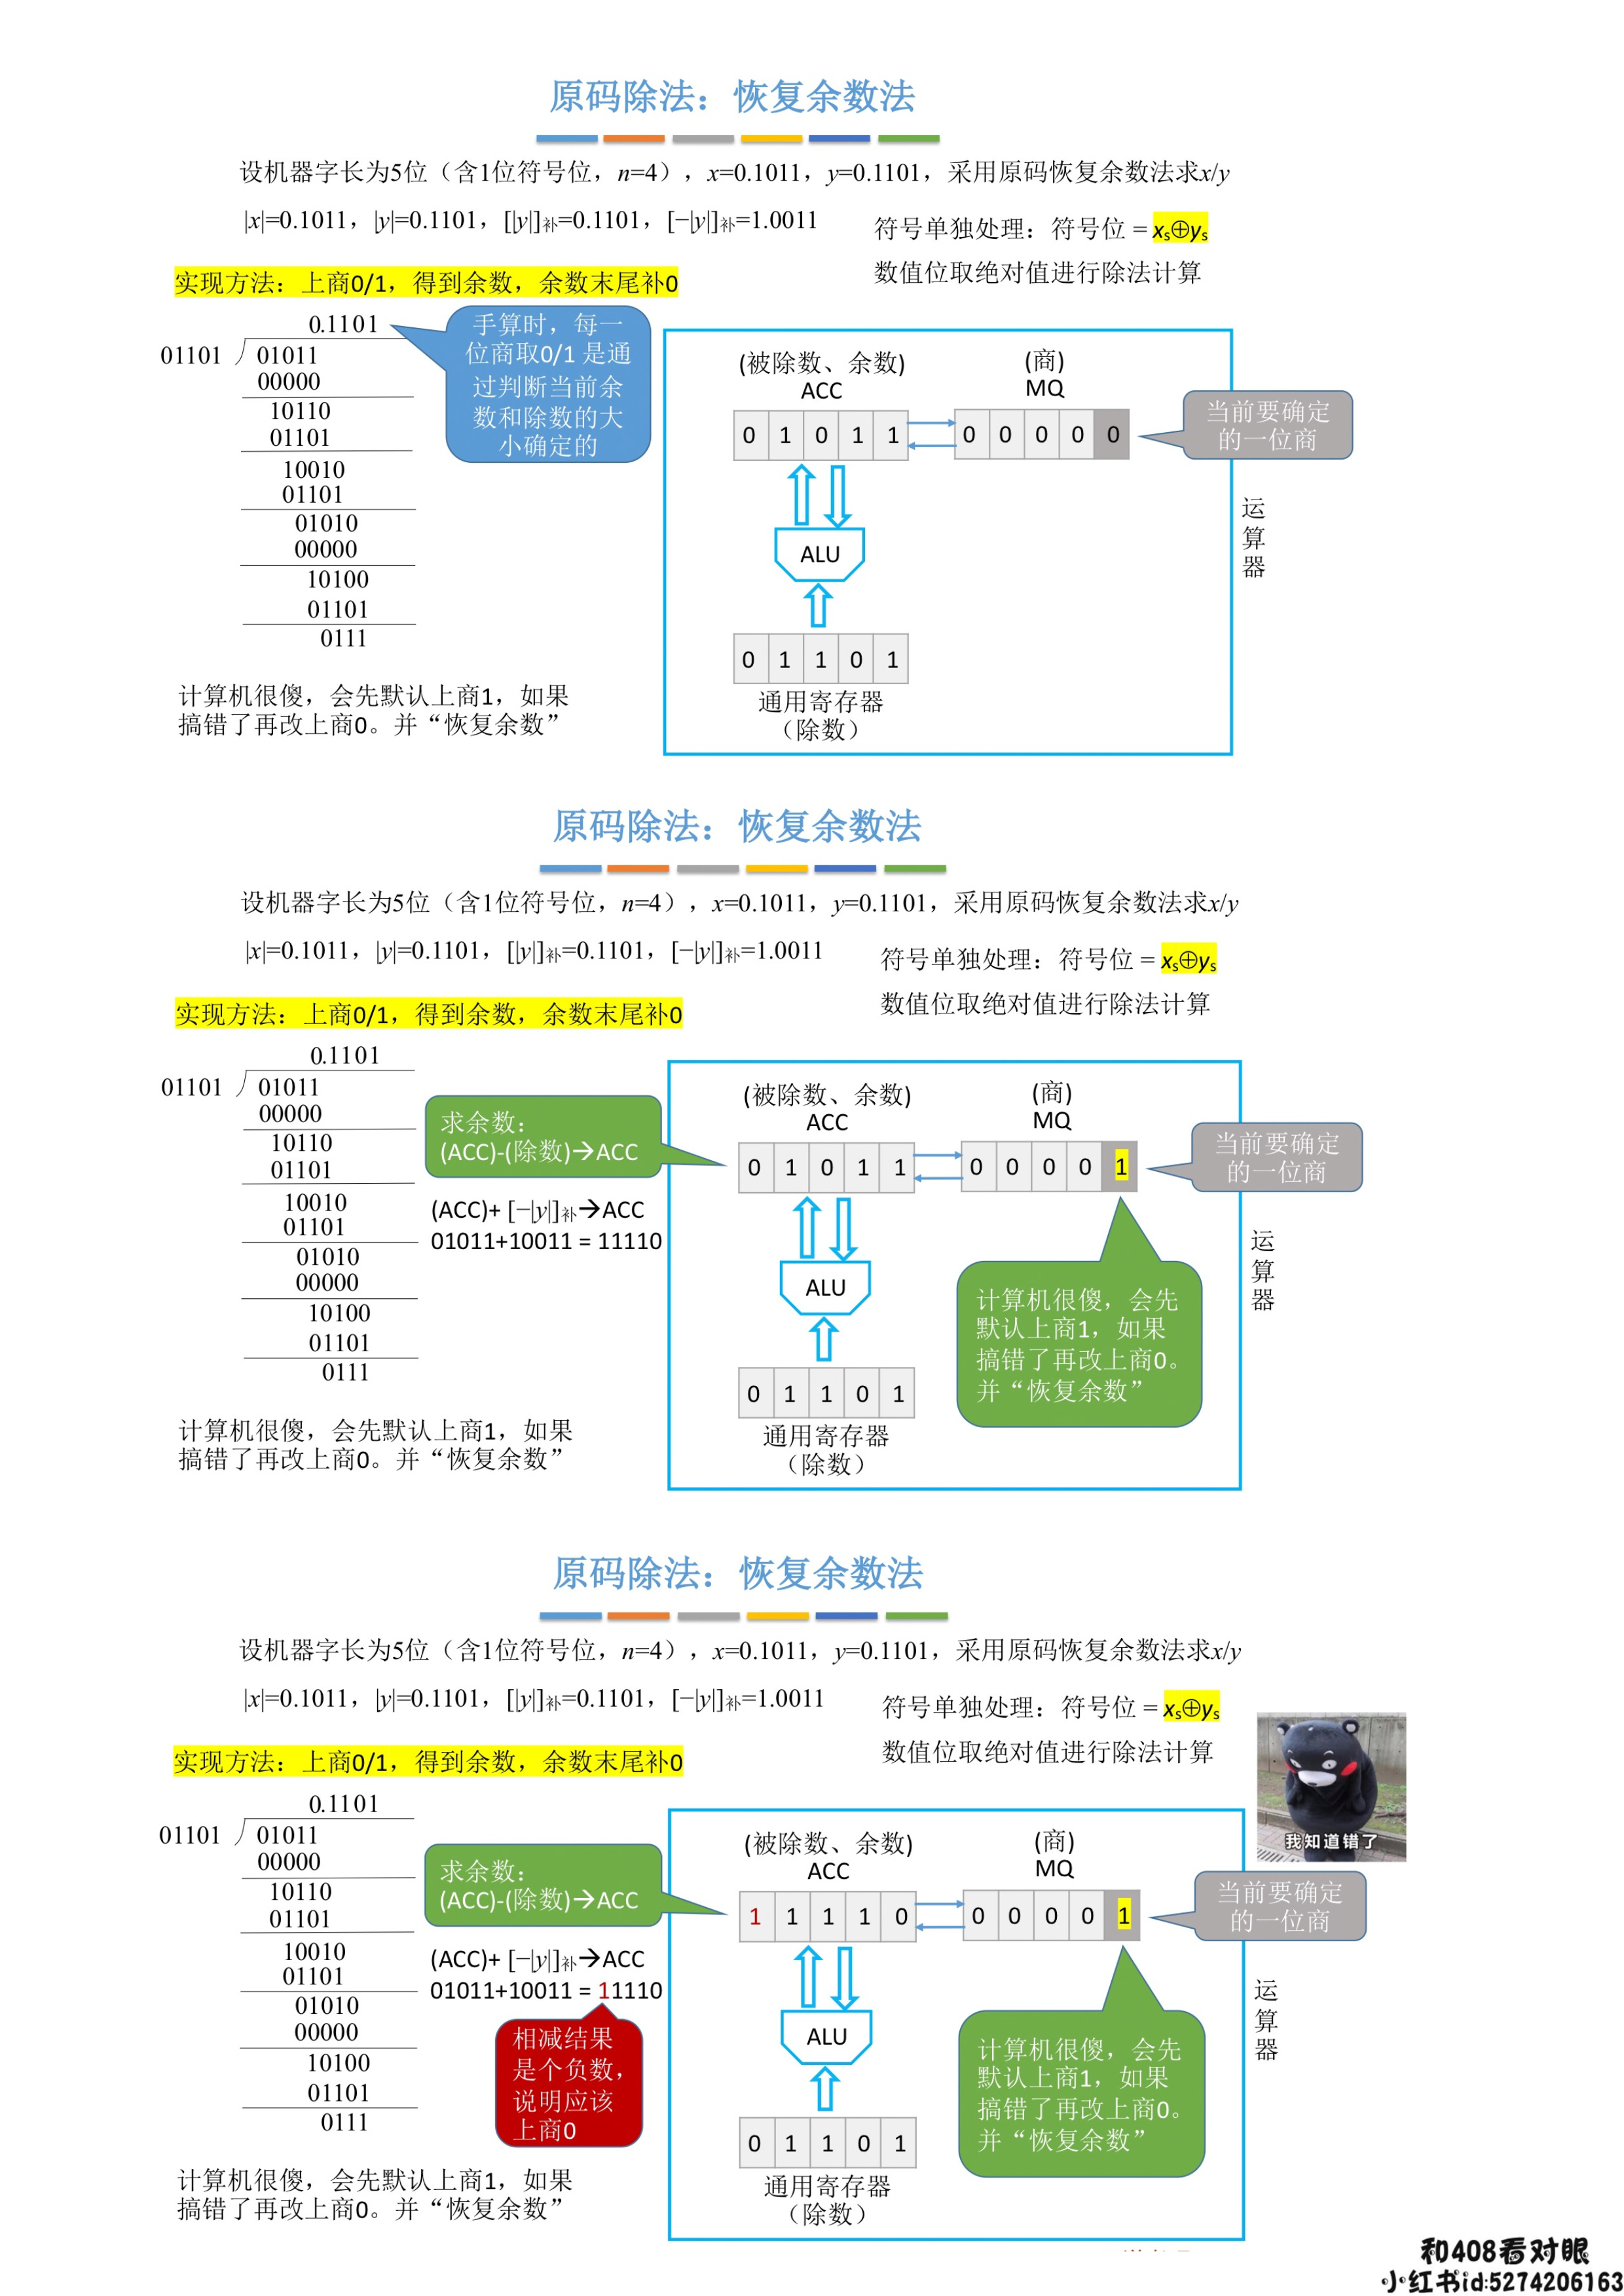 原码除法：恢复余数法
设机器字长为5位（含1位符号位，n=4），x=0.1011，y=0.1101，采用原码恢复余数法求x/y
|x|=0.1011，|y|=0.1101，[|y|]补=0.1101，[−|y|]补=1.0011
符号单独处理：符号位 = xs⊕ys
数值位取绝对值进行除法计算
实现方法：上商0/1，得到余数，余数末尾补0
0.1101
01101
01011
00000
10110
01101
10010
01101
01010
00000
10100
01101
0111
手算时，每一
位商取0/1 是通
过判断当前余
数和除数的大
小确定的
计算机很傻，会先默认上商1，如果
搞错了再改上商0。并“恢复余数”
(被除数、余数)
ACC
(商)
MQ
0 1 0 1 1
0 0 0 0 0
当前要确定
的一位商
ALU
0 1 1 0 1
通用寄存器
（除数）
运
算
器
原码除法：恢复余数法
设机器字长为5位（含1位符号位，n=4），x=0.1011，y=0.1101，采用原码恢复余数法求x/y
|x|=0.1011，|y|=0.1101，[|y|]补=0.1101，[−|y|]补=1.0011
符号单独处理：符号位 = xs⊕ys
数值位取绝对值进行除法计算
实现方法：上商0/1，得到余数，余数末尾补0
0.1101
01101
01011
00000
10110
01101
10010
01101
01010
00000
10100
01101
0111
计算机很傻，会先默认上商1，如果
搞错了再改上商0。并“恢复余数”
求余数：
(ACC)-(除数)→ACC
(ACC)+ [−|y|]补→ACC
01011+10011 = 11110
(被除数、余数)
ACC
(商)
MQ
0 1 0 1 1
0 0 0 0 1
当前要确定
的一位商
ALU
计算机很傻，会先
默认上商1，如果
搞错了再改上商0。
并“恢复余数”
0 1 1 0 1
通用寄存器
（除数）
运
算
器
原码除法：恢复余数法
设机器字长为5位（含1位符号位，n=4），x=0.1011，y=0.1101，采用原码恢复余数法求x/y
|x|=0.1011，|y|=0.1101，[|y|]补=0.1101，[−|y|]补=1.0011
符号单独处理：符号位 = xs⊕ys
数值位取绝对值进行除法计算
实现方法：上商0/1，得到余数，余数末尾补0
我知道错了
0.1101
01101
01011
00000
10110
01101
10010
01101
01010
00000
10100
01101
0111
计算机很傻，会先默认上商1，如果
搞错了再改上商0。并“恢复余数”
求余数：
(ACC)-(除数)→ACC
(ACC)+ [−|y|]补→ACC
01011+10011 = 11110
相减结果
是个负数，
说明应该
上商0
(被除数、余数)
ACC
(商)
MQ
1 1 1 1 0
0 0 0 0 1
当前要确定
的一位商
ALU
计算机很傻，会先
默认上商1，如果
搞错了再改上商0。
并“恢复余数”
0 1 1 0 1
通用寄存器
（除数）
运
算
器
和408看对眼
小红书id:5274206163